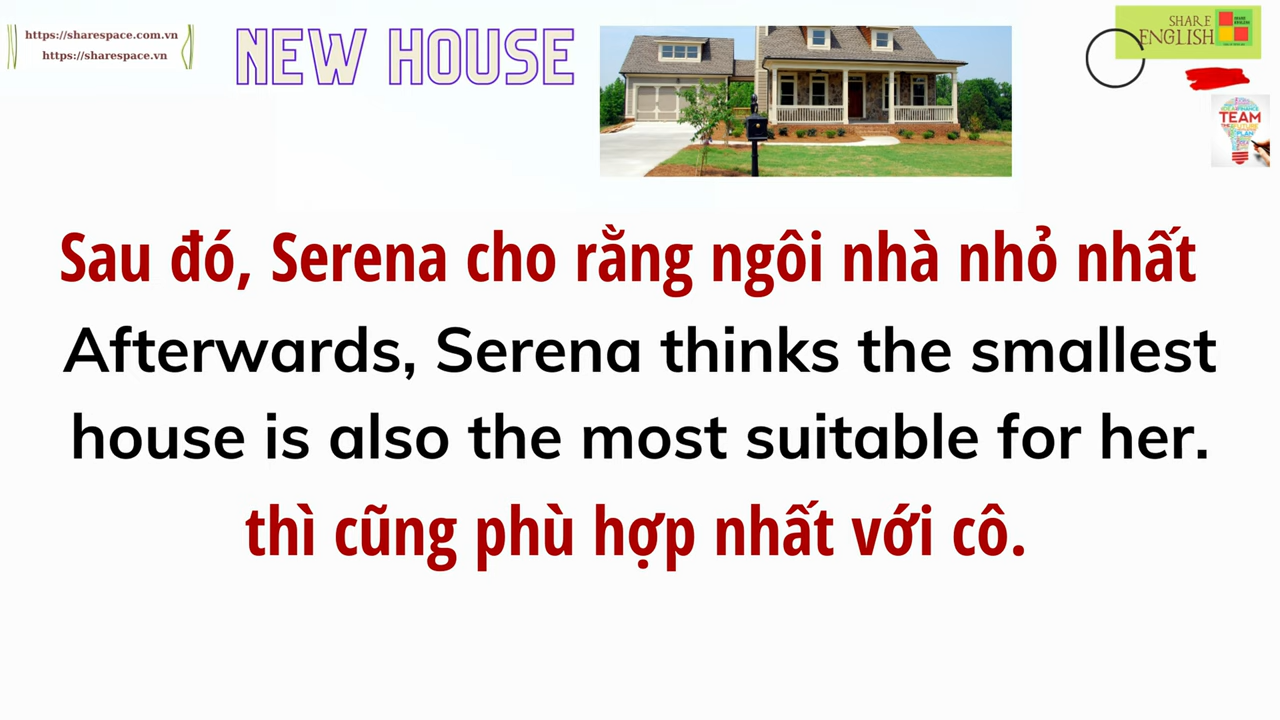 https://sharespace.com.vn
https://sharespace.vn
NEW HOUSE
SHARE
ENGLISH
SHARE
ENGLISH
TEAM
Sau đó, Serena cho rằng ngôi nhà nhỏ nhất
Afterwards, Serena thinks the smallest
house is also the most suitable for her.
thì cũng phù hợp nhất với cô.